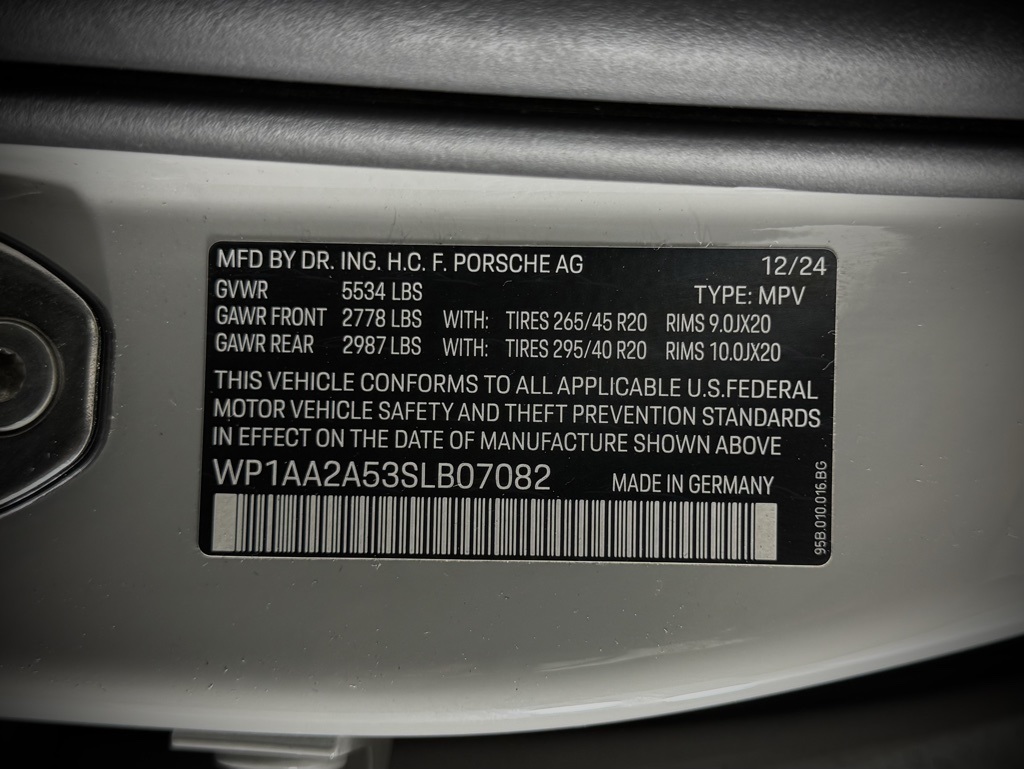 MFD BY DR. ING. H.C. F. PORSCHE AG 12/24
GVWR 5534 LBS TYPE: MPV
GAWR FRONT 2778 LBS WITH: TIRES 265/45 R20 RIMS 9.0JX20
GAWR REAR 2987 LBS WITH: TIRES 295/40 R20 RIMS 10.0JX20
THIS VEHICLE CONFORMS TO ALL APPLICABLE U.S.FEDERAL
MOTOR VEHICLE SAFETY AND THEFT PREVENTION STANDARDS
IN EFFECT ON THE DATE OF MANUFACTURE SHOWN ABOVE
WP1AA2A53SLB07082 MADE IN GERMANY
95B.010.016.BG